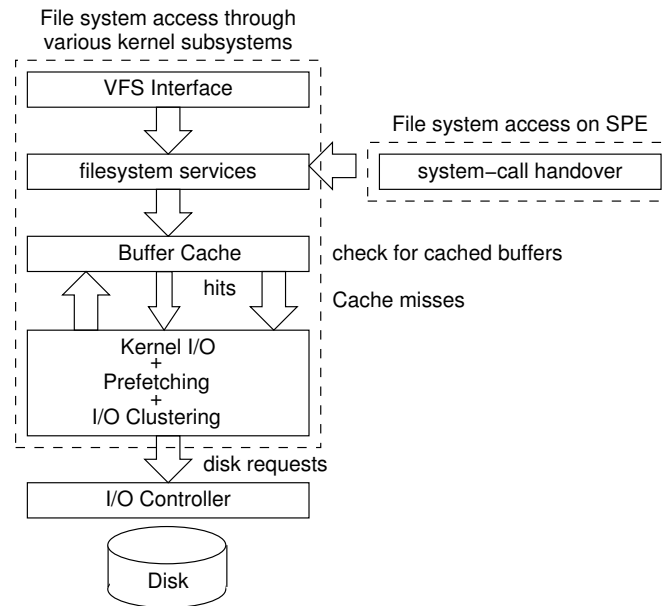 File system access through
various kernel subsystems
VFS Interface
File system access on SPE
filesystem services
system−call handover
Buffer Cache
check for cached buffers
hits
Cache misses
Kernel I/O
+
Prefetching
+
I/O Clustering
disk requests
I/O Controller
Disk